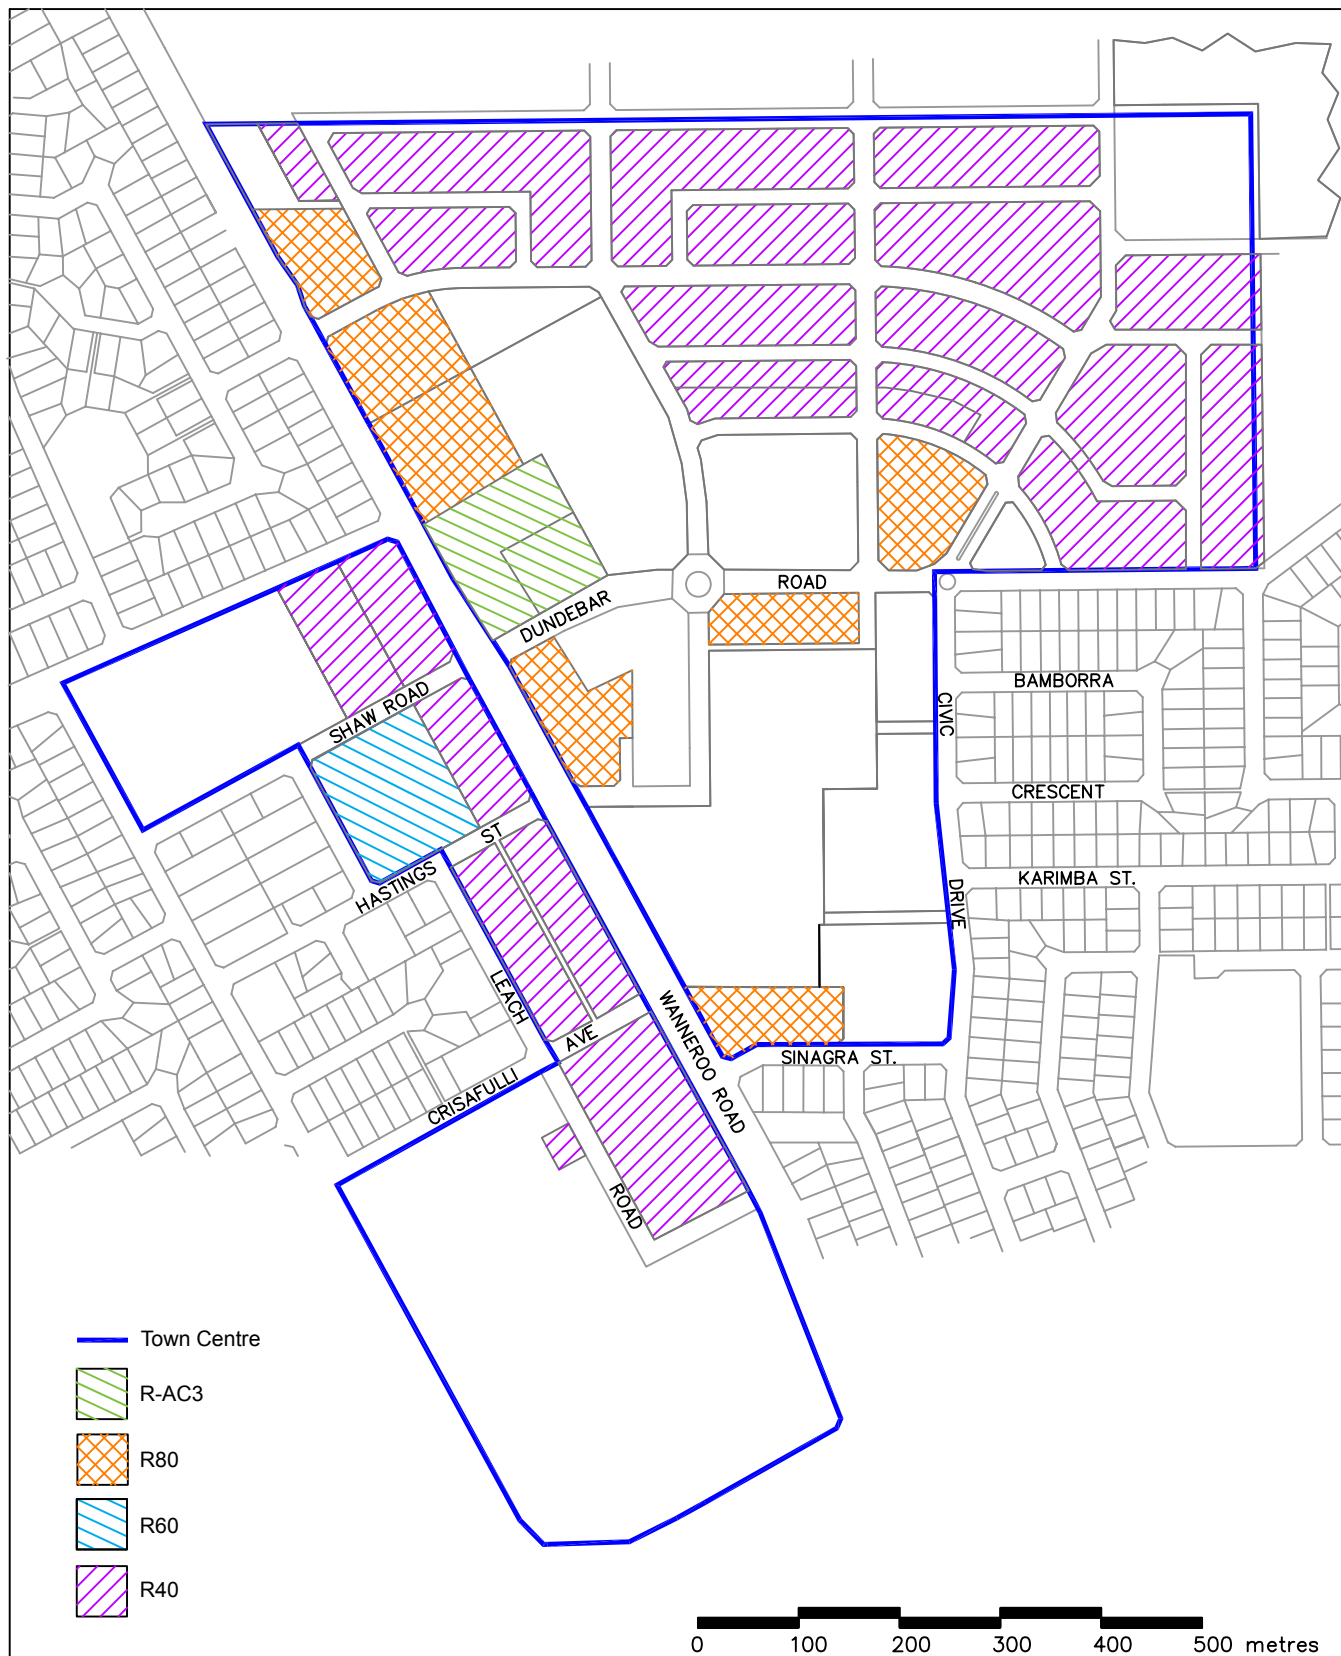 ROAD
DUNDEBAR
BAMBORRA
SHAW ROAD
CIVIC
CRESCENT
ST
HASTINGS
KARIMBA ST.
DRIVE
LEACH
AVE
WANNEROO ROAD
SINAGRA ST.
CRISAFULLI
ROAD
Town Centre
R-AC3
R80
R60
R40
0 100 200 300 400 500 metres